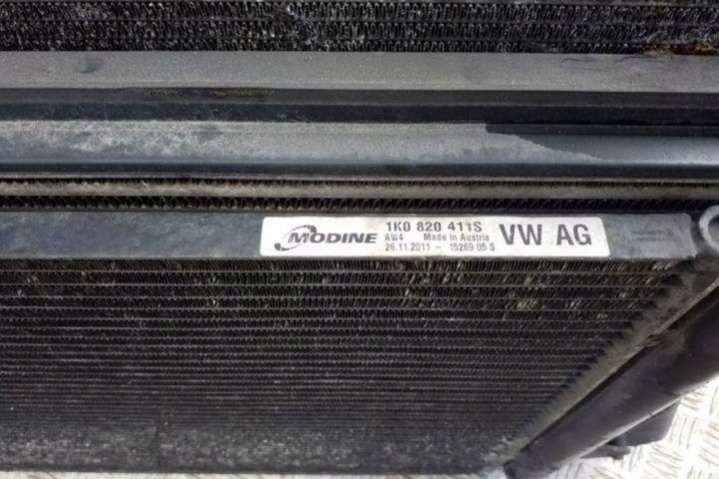 MODINE
1K0 820 411S
AW4 Made in Austria
26.11.2011 - 15269 05 S
VW AG